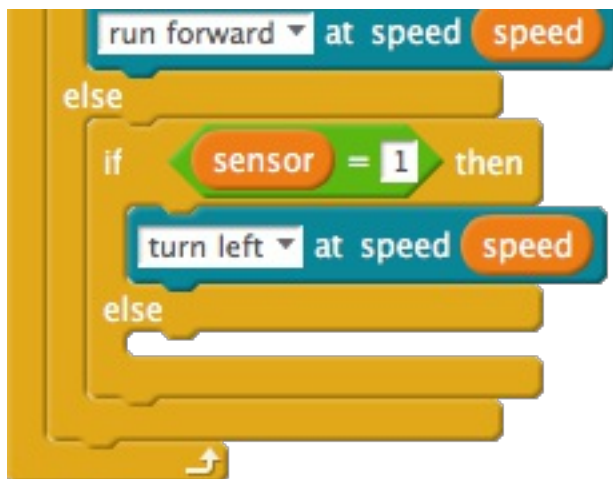 run forward at speed speed
else
if sensor = 1 then
turn left at speed speed
else